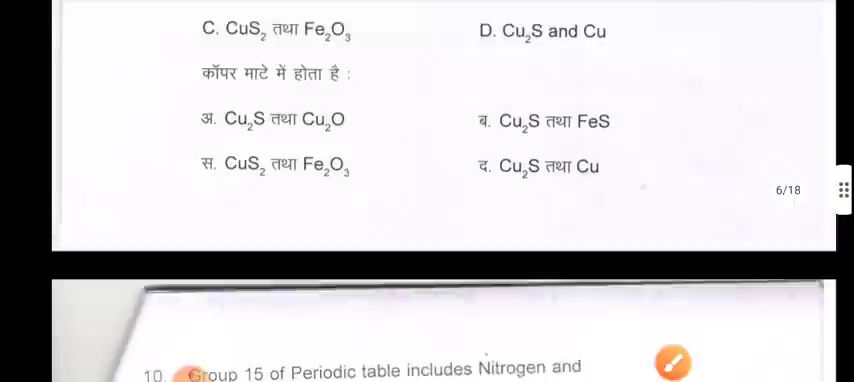 C. CuS₂ तथा Fe₂O₃ D. Cu₂S and Cu
कॉपर माटे में होता है :
अ. Cu₂S तथा Cu₂O ब. Cu₂S तथा FeS
स. CuS₂ तथा Fe₂O₃ द. Cu₂S तथा Cu
6/18
10. Group 15 of Periodic table includes Nitrogen and